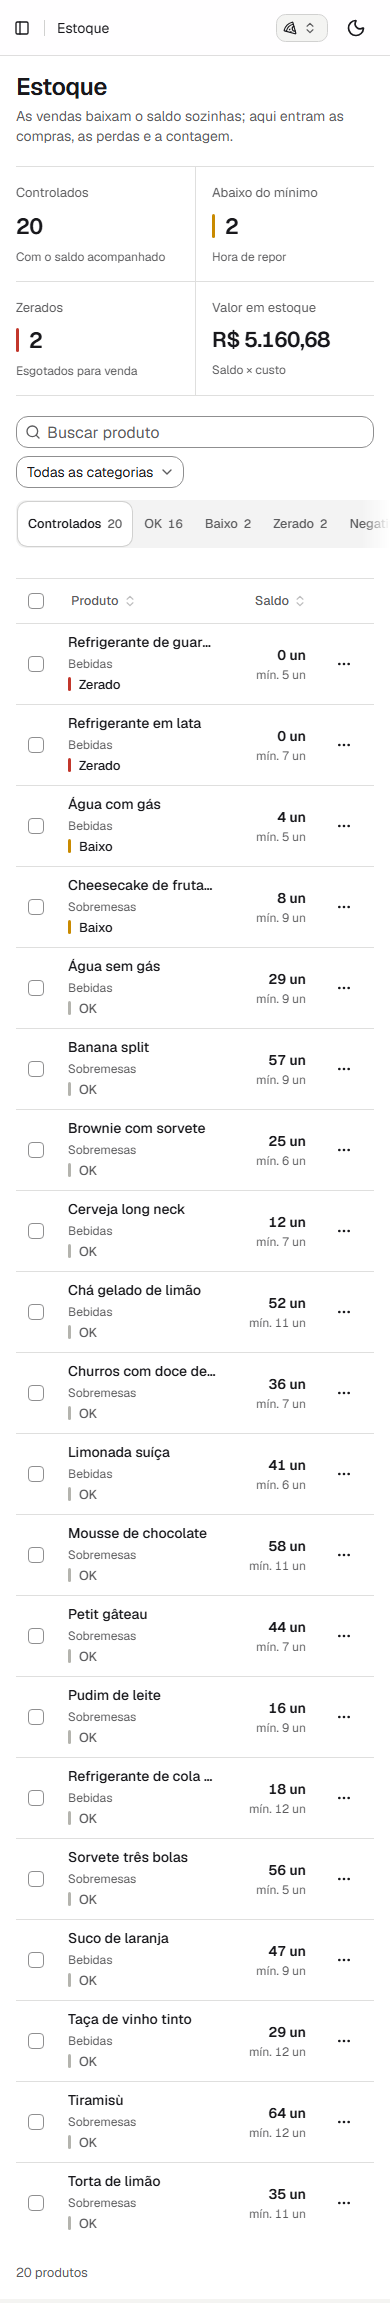 Estoque
Estoque
As vendas baixam o saldo sozinhas; aqui entram as
compras, as perdas e a contagem.
Controlados
20
Com o saldo acompanhado
Abaixo do mínimo
2
Hora de repor
Zerados
2
Esgotados para venda
Valor em estoque
R$ 5.160,68
Saldo × custo
Buscar produto
Todas as categorias
Controlados 20 OK 16 Baixo 2 Zerado 2 Negat
Produto Saldo
Refrigerante de guar...
Bebidas
Zerado
0 un
mín. 5 un
Refrigerante em lata
Bebidas
Zerado
0 un
mín. 7 un
Água com gás
Bebidas
Baixo
4 un
mín. 5 un
Cheesecake de fruta...
Sobremesas
Baixo
8 un
mín. 9 un
Água sem gás
Bebidas
OK
29 un
mín. 9 un
Banana split
Sobremesas
OK
57 un
mín. 9 un
Brownie com sorvete
Sobremesas
OK
25 un
mín. 6 un
Cerveja long neck
Bebidas
OK
12 un
mín. 7 un
Chá gelado de limão
Bebidas
OK
52 un
mín. 11 un
Churros com doce de...
Sobremesas
OK
36 un
mín. 7 un
Limonada suíça
Bebidas
OK
41 un
mín. 6 un
Mousse de chocolate
Sobremesas
OK
58 un
mín. 11 un
Petit gâteau
Sobremesas
OK
44 un
mín. 7 un
Pudim de leite
Sobremesas
OK
16 un
mín. 9 un
Refrigerante de cola ...
Bebidas
OK
18 un
mín. 12 un
Sorvete três bolas
Sobremesas
OK
56 un
mín. 5 un
Suco de laranja
Bebidas
OK
47 un
mín. 9 un
Taça de vinho tinto
Bebidas
OK
29 un
mín. 12 un
Tiramisù
Sobremesas
OK
64 un
mín. 12 un
Torta de limão
Sobremesas
OK
35 un
mín. 11 un
20 produtos